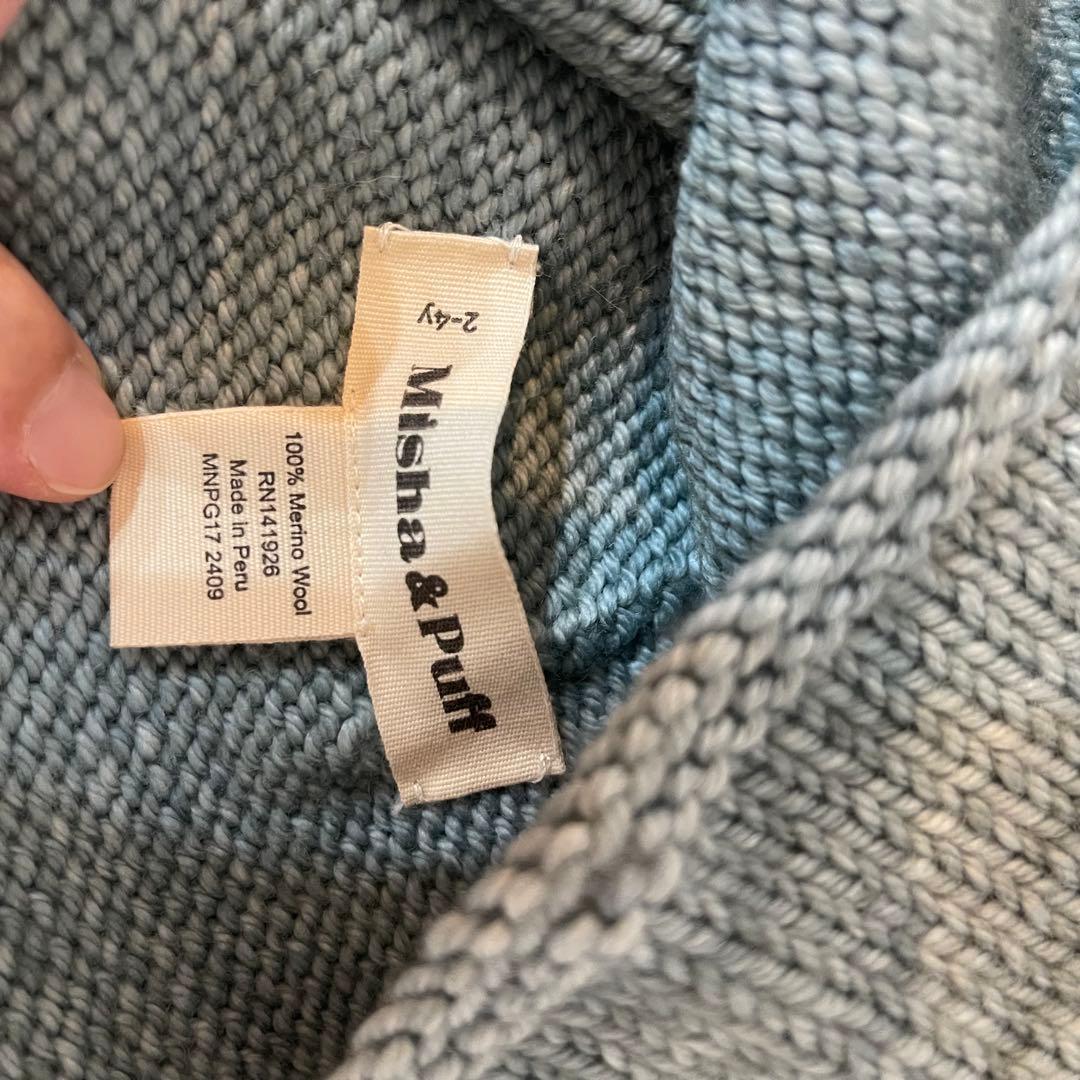 2-4y
Misha & Puff
100% Merino Wool
RN141926
Made in Peru
MNPG17 2409